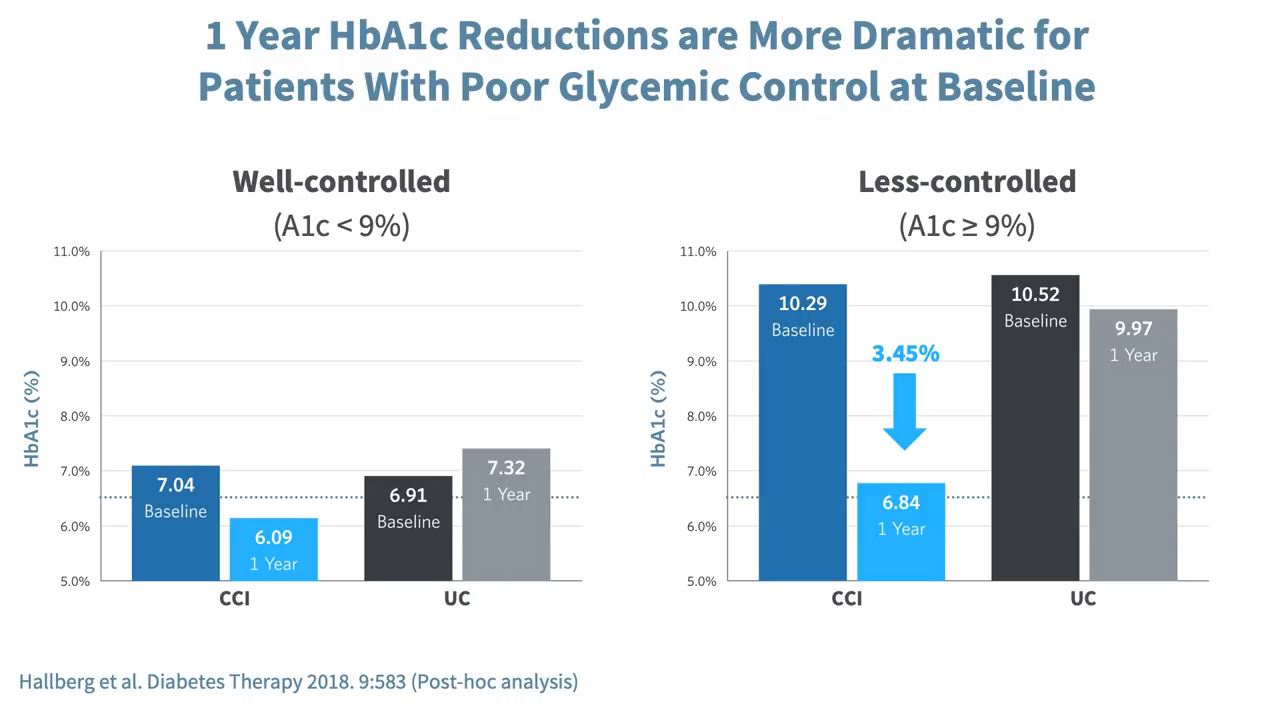 1 Year HbA1c Reductions are More Dramatic for
Patients With Poor Glycemic Control at Baseline
Well-controlled
(A1c < 9%)
11.0%
10.0%
9.0%
8.0%
7.0%
6.0%
5.0%
HbA1c (%)
7.04
Baseline
6.09
1 Year
6.91
Baseline
7.32
1 Year
CCI
UC
Less-controlled
(A1c ≥ 9%)
11.0%
10.0%
9.0%
8.0%
7.0%
6.0%
5.0%
HbA1c (%)
10.29
Baseline
3.45%
6.84
1 Year
10.52
Baseline
9.97
1 Year
CCI
UC
Hallberg et al. Diabetes Therapy 2018. 9:583 (Post-hoc analysis)